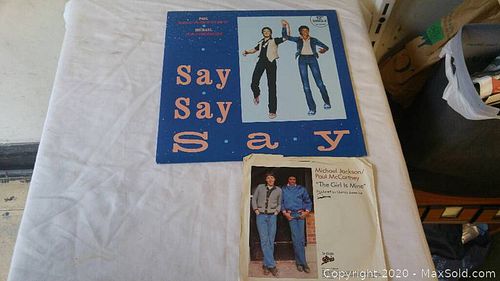 PAUL
MICHAEL
Say
Say
Say
Michael Jackson/
Paul McCartney
"The Girl Is Mine"
Copyright © 2020 - MaxSold.com